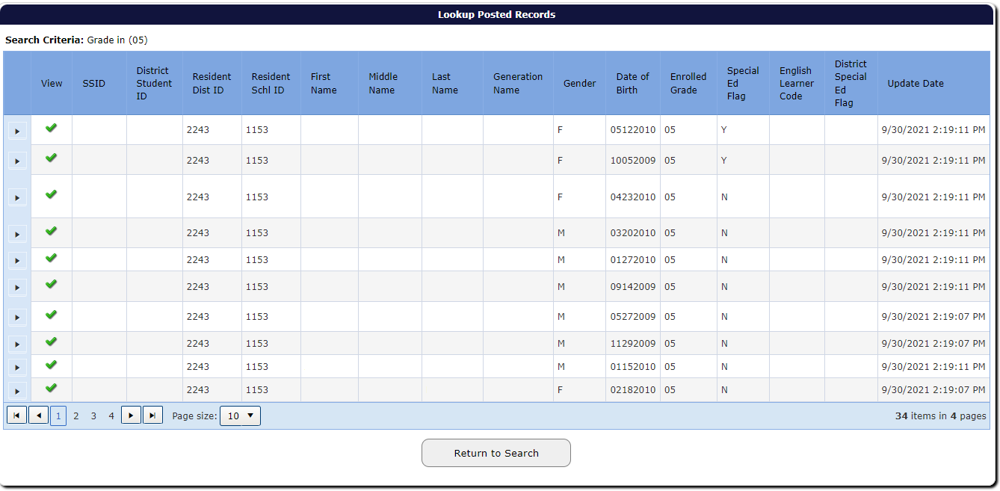 Lookup Posted Records
Search Criteria: Grade in (05)
View SSID District Student ID Resident Dist ID Resident Schl ID First Name Middle Name Last Name Generation Name Gender Date of Birth Enrolled Grade Special Ed Flag English Learner Code District Special Ed Flag Update Date
2243 1153 F 05122010 05 Y 9/30/2021 2:19:11 PM
2243 1153 F 10052009 05 Y 9/30/2021 2:19:11 PM
2243 1153 F 04232010 05 N 9/30/2021 2:19:11 PM
2243 1153 M 03202010 05 N 9/30/2021 2:19:11 PM
2243 1153 M 01272010 05 N 9/30/2021 2:19:11 PM
2243 1153 M 09142009 05 N 9/30/2021 2:19:11 PM
2243 1153 M 05272009 05 N 9/30/2021 2:19:07 PM
2243 1153 M 11292009 05 N 9/30/2021 2:19:07 PM
2243 1153 M 01152010 05 N 9/30/2021 2:19:11 PM
2243 1153 F 02182010 05 N 9/30/2021 2:19:07 PM
1 2 3 4 Page size: 10 34 items in 4 pages
Return to Search